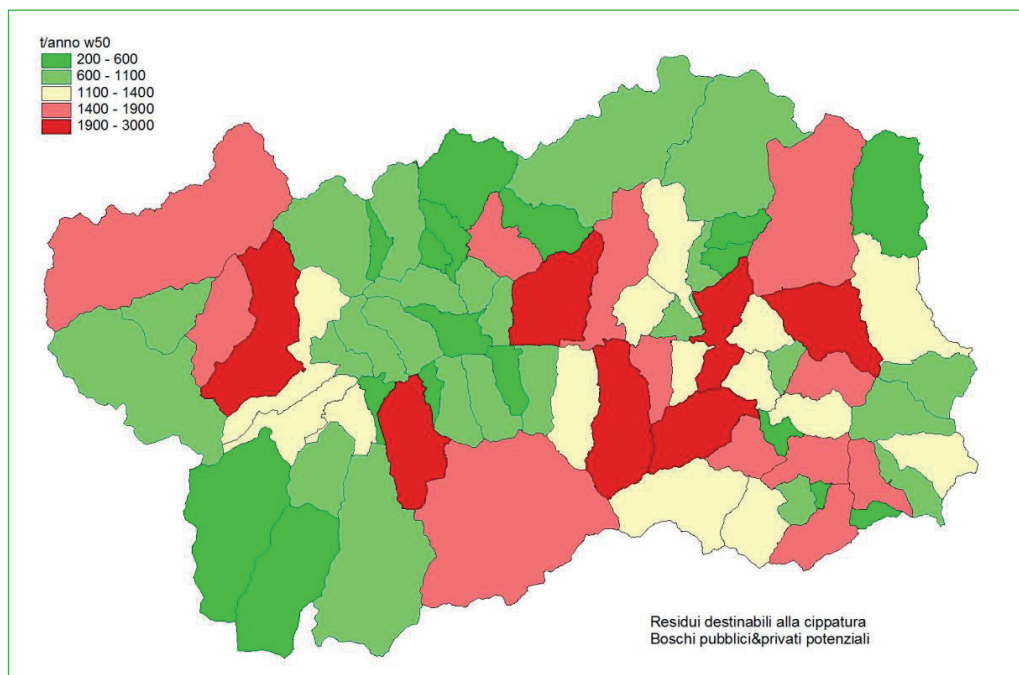 t/anno w50
200 - 600
600 - 1100
1100 - 1400
1400 - 1900
1900 - 3000
Residui destinabili alla cippatura
Boschi pubblici&privati potenziali